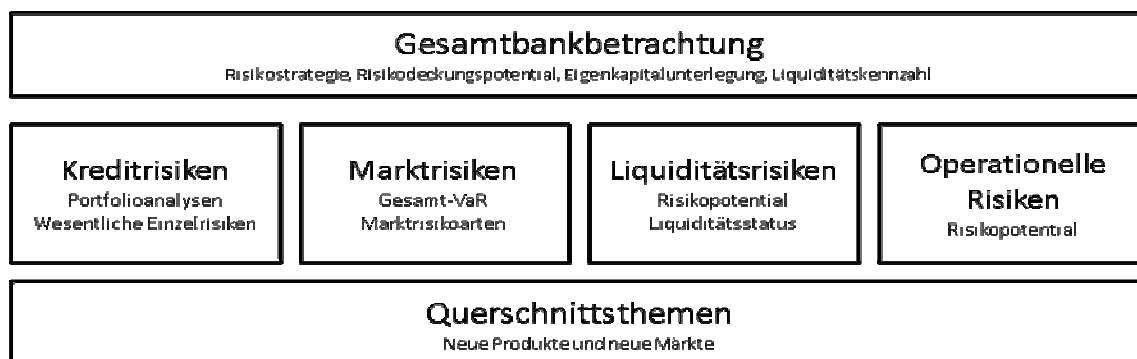 Gesamtbankbetrachtung
Risikostrategie, Risikodeckungspotential, Eigenkapitalunterlegung, Liquiditätskennzahl
Kreditrisiken
Portfolioanalysen
Wesentliche Einzelrisiken
Marktrisiken
Gesamt-VaR
Marktrisikoarten
Liquiditätsrisiken
Risikopotential
Liquiditätsstatus
Operationelle
Risiken
Risikopotential
Querschnittsthemen
Neue Produkte und neue Märkte